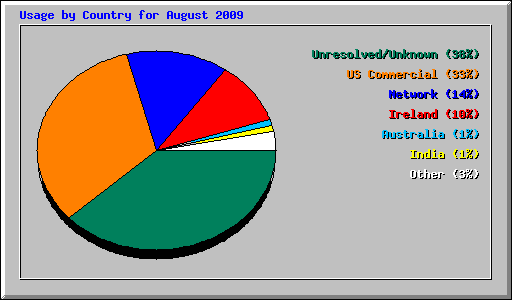 Usage by Country for August 2009
Unresolved/Unknown (38%)
US Commercial (33%)
Network (14%)
Ireland (10%)
Australia (1%)
India (1%)
Other (3%)